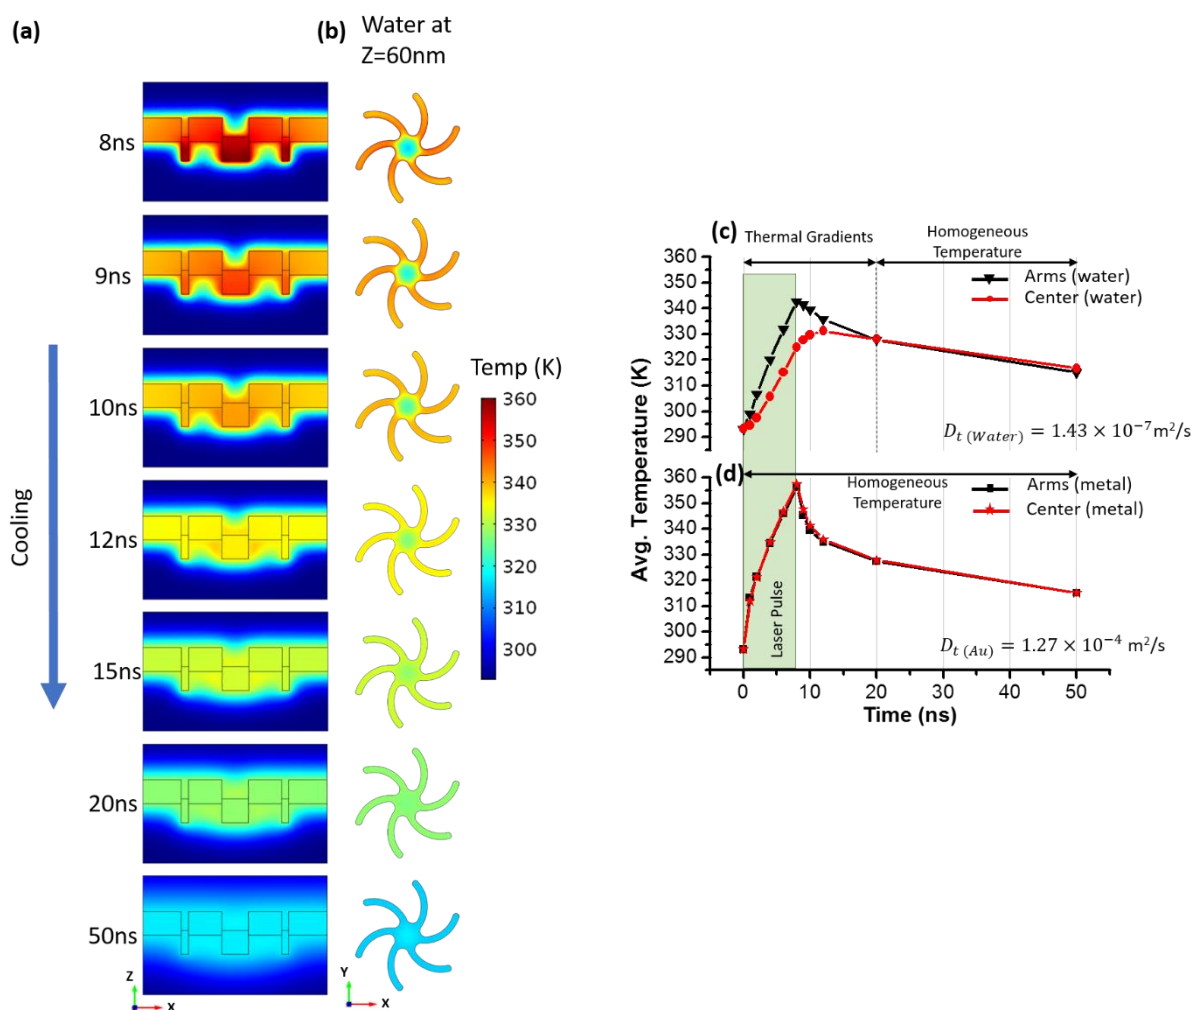 (a)
(b)
Water at
Z=60nm
8ns
9ns
10ns
12ns
15ns
20ns
50ns
Cooling
Z
X
Y
X
Temp (K)
360
350
340
330
320
310
300
(c)
Thermal Gradients
Homogeneous
Temperature
Arms (water)
Center (water)
360
350
340
330
320
310
300
290
D_t (Water) = 1.43 × 10⁻⁷m²/s
Avg. Temperature (K)
(d)
Homogeneous
Temperature
Arms (metal)
Center (metal)
360
350
340
330
320
310
300
290
Laser Pulse
D_t (Au) = 1.27 × 10⁻⁴ m²/s
0 10 20 30 40 50
Time (ns)